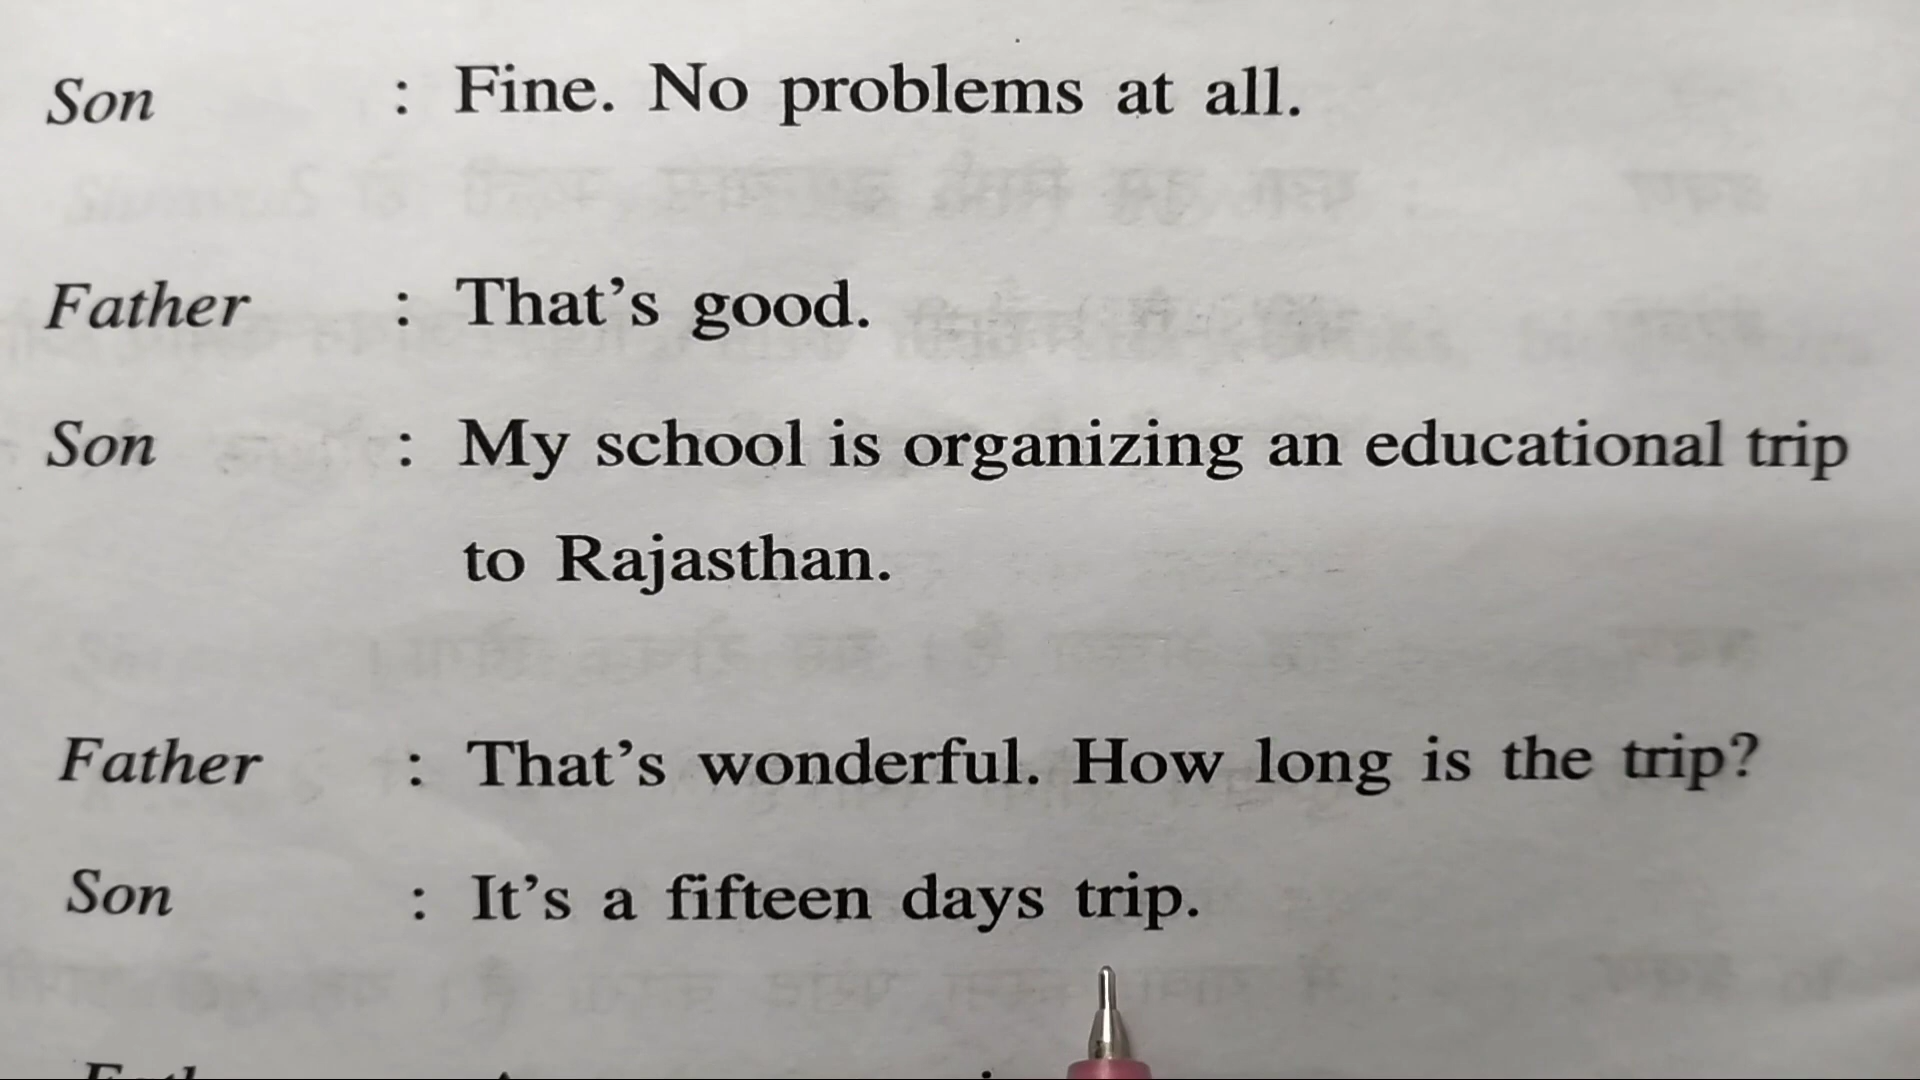 Son : Fine. No problems at all.
Father : That's good.
Son : My school is organizing an educational trip
to Rajasthan.
Father : That's wonderful. How long is the trip?
Son : It's a fifteen days trip.